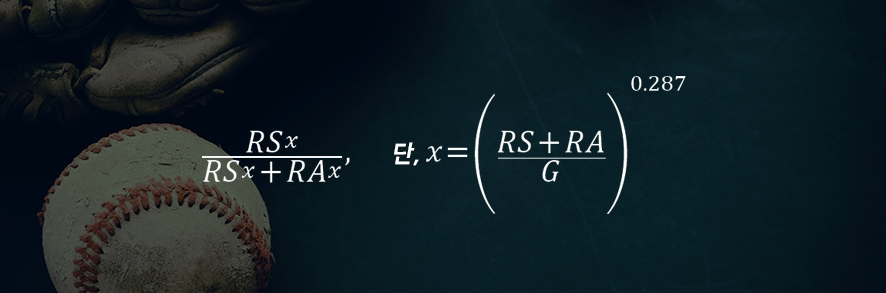 RSx / RSx + RAx, 단, x = ( RS + RA / G ) 0.287